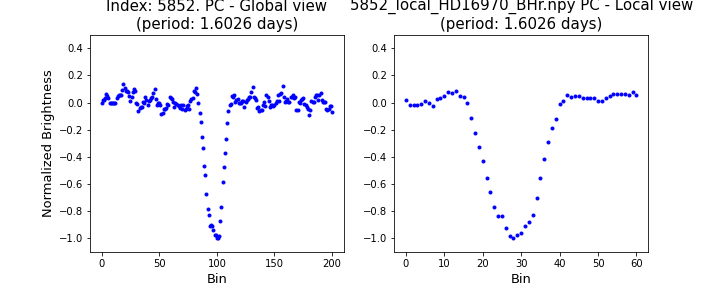 Index: 5852. PC - Global view
(period: 1.6026 days)
5852_local_HD16970_BHr.npy PC - Local view
(period: 1.6026 days)
Normalized Brightness
0.4
0.2
0.0
−0.2
−0.4
−0.6
−0.8
−1.0
0 50 100 150 200
Bin
0.4
0.2
0.0
−0.2
−0.4
−0.6
−0.8
−1.0
0 10 20 30 40 50 60
Bin